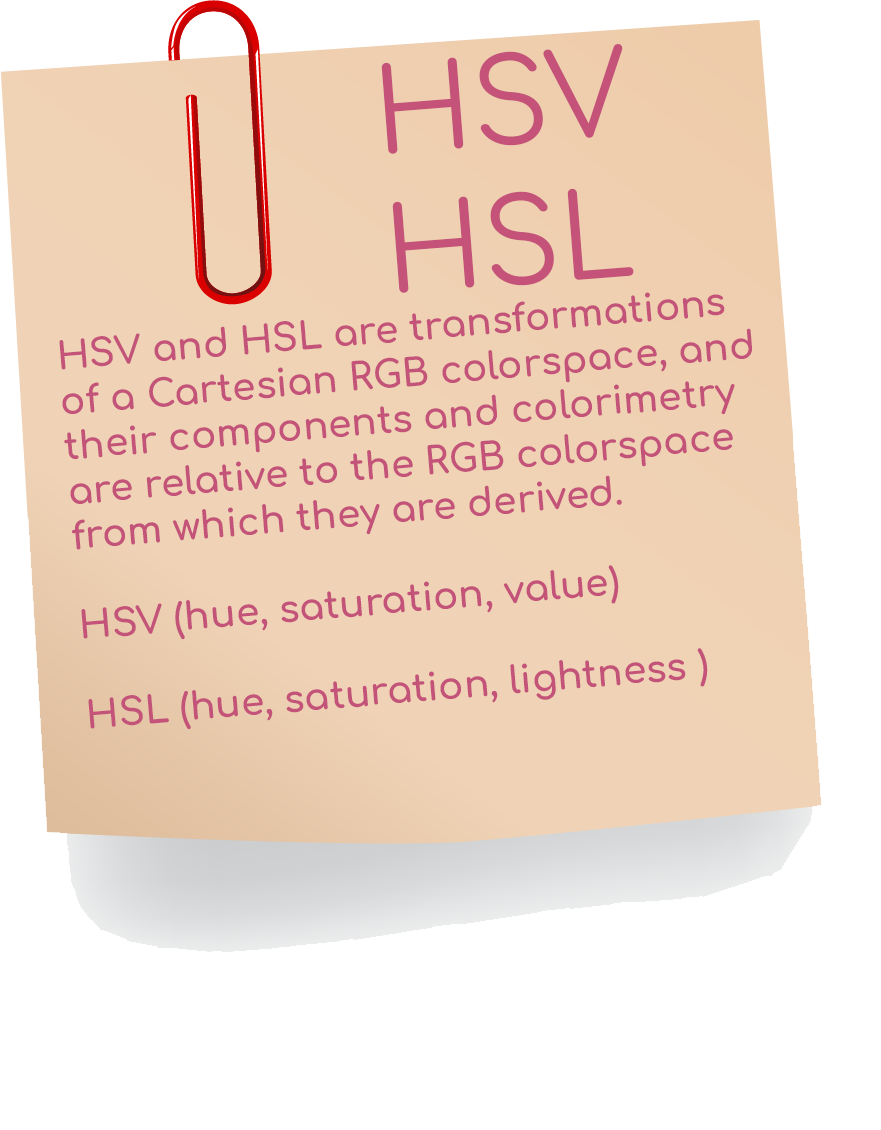 HSV
HSL
HSV and HSL are transformations
of a Cartesian RGB colorspace, and
their components and colorimetry
are relative to the RGB colorspace
from which they are derived.
HSV (hue, saturation, value)
HSL (hue, saturation, lightness )